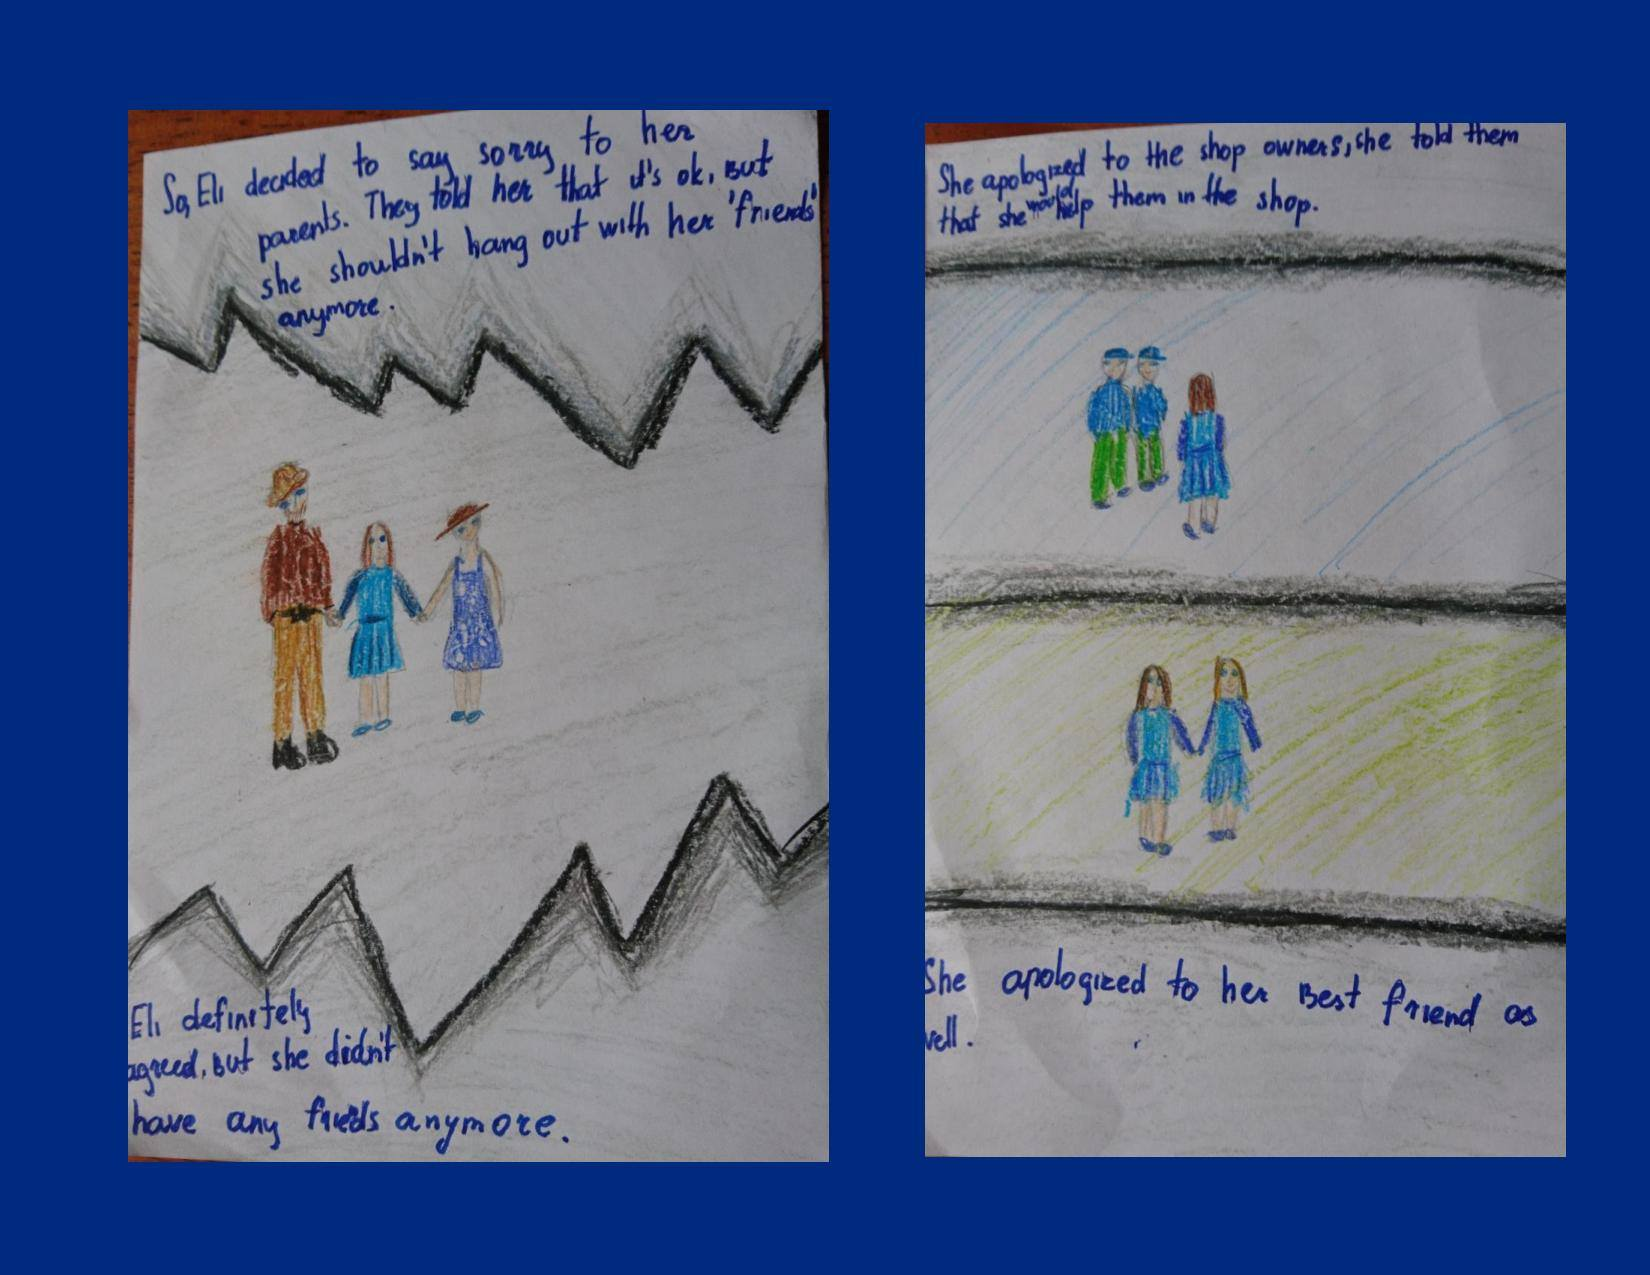 So, Eli decided to say sorry to her
parents. They told her that it's ok, But
she shouldn't hang out with her 'friends'
anymore.
Eli definitely
agreed, But she didn't
have any frieds anymore.
She apologized to the shop owners, she told them
that she would help them in the shop.
She apologized to her Best friend as
well.